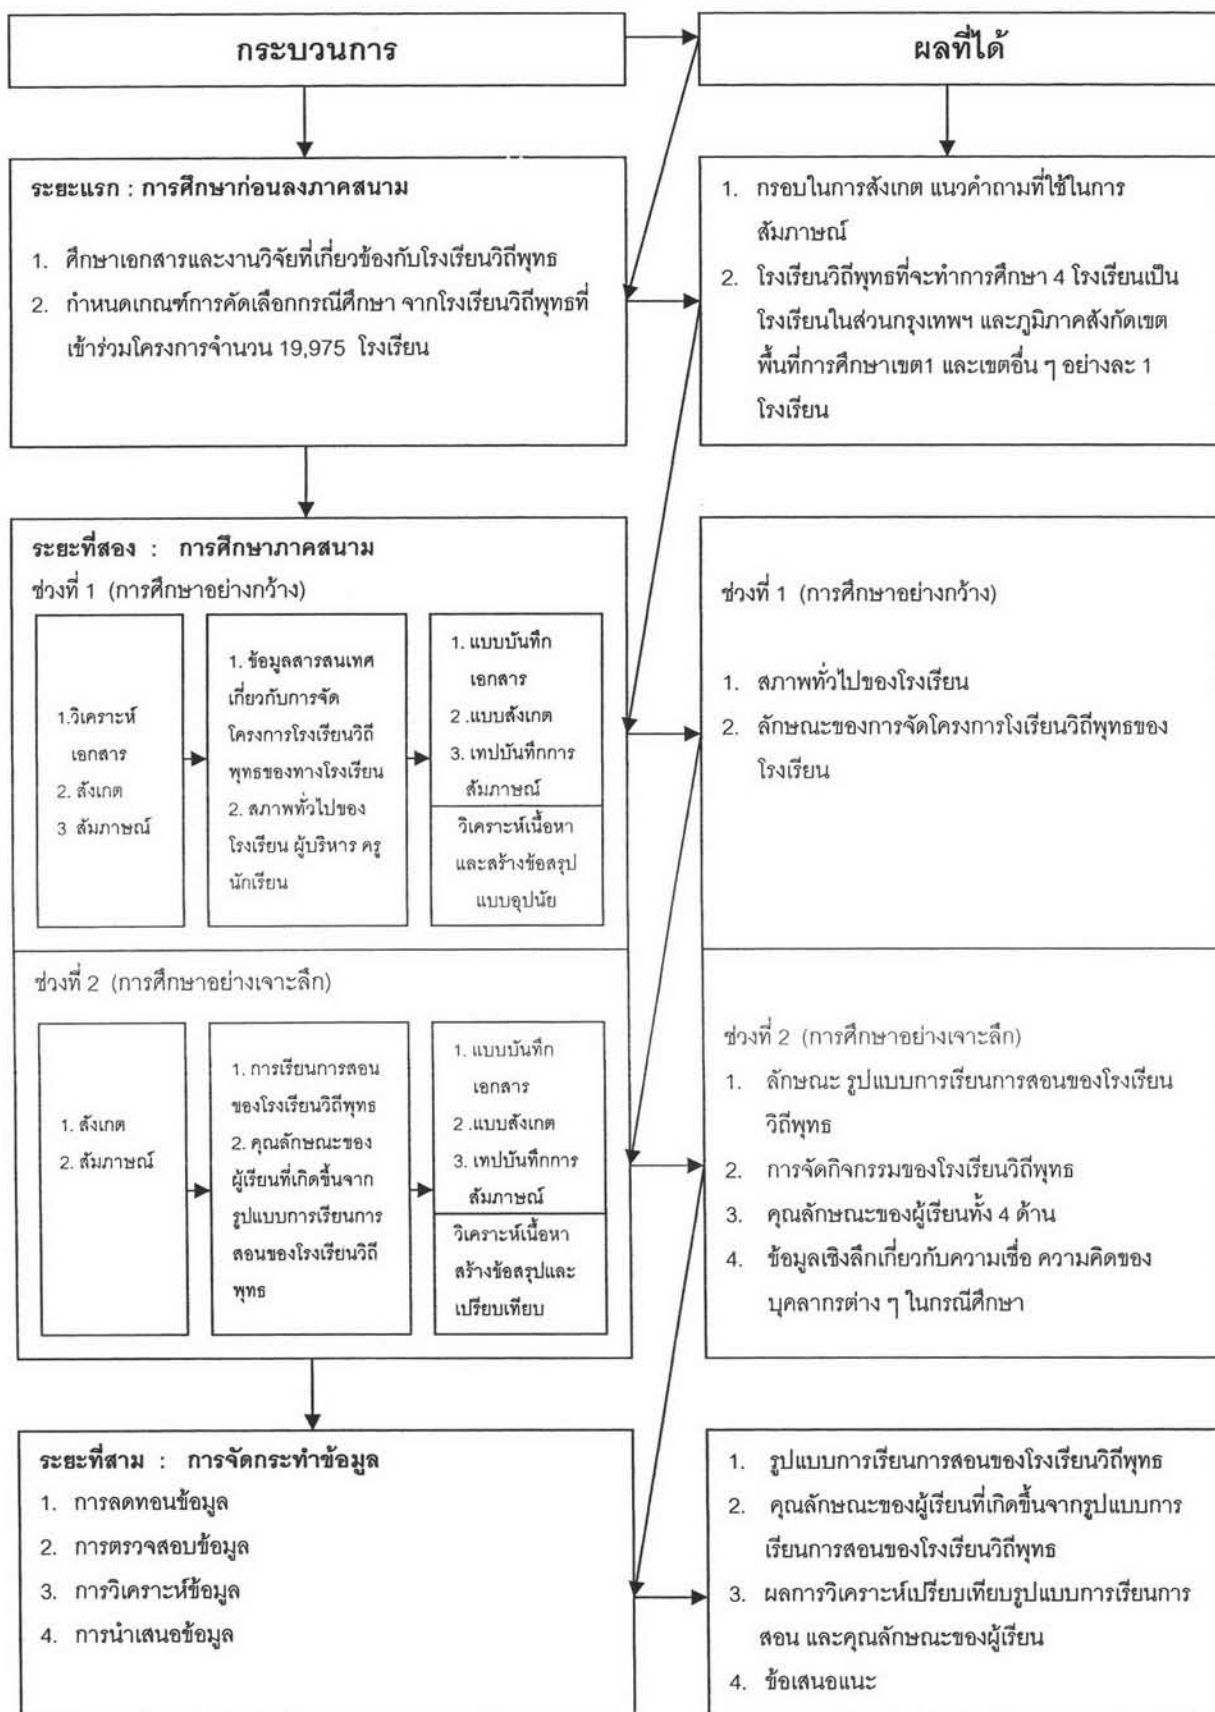 กระบวนการ
ผลที่ได้
ระยะแรก : การศึกษาก่อนลงภาคสนาม
1. ศึกษาเอกสารและงานวิจัยที่เกี่ยวข้องกับโรงเรียนวิถีพุทธ
2. กำหนดเกณฑ์การคัดเลือกกรณีศึกษา จากโรงเรียนวิถีพุทธที่
เข้าร่วมโครงการจำนวน 19,975 โรงเรียน
1. กรอบในการสังเกต แนวคำถามที่ใช้ในการ
สัมภาษณ์
2. โรงเรียนวิถีพุทธที่จะทำการศึกษา 4 โรงเรียนเป็น
โรงเรียนในส่วนกรุงเทพฯ และภูมิภาคสังกัดเขต
พื้นที่การศึกษาเขต1 และเขตอื่น ๆ อย่างละ 1
โรงเรียน
ระยะที่สอง : การศึกษาภาคสนาม
ช่วงที่ 1 (การศึกษาอย่างกว้าง)
1.วิเคราะห์
เอกสาร
2. สังเกต
3 สัมภาษณ์
1. ข้อมูลสารสนเทศ
เกี่ยวกับการจัด
โครงการโรงเรียนวิถี
พุทธของทางโรงเรียน
2. สภาพทั่วไปของ
โรงเรียน ผู้บริหาร ครู
นักเรียน
1. แบบบันทึก
เอกสาร
2 .แบบสังเกต
3. เทปบันทึกการ
สัมภาษณ์
วิเคราะห์เนื้อหา
และสร้างข้อสรุป
แบบอุปนัย
ช่วงที่ 1 (การศึกษาอย่างกว้าง)
1. สภาพทั่วไปของโรงเรียน
2. ลักษณะของการจัดโครงการโงเรียนวิถีพุทธของ
โรงเรียน
ช่วงที่ 2 (การศึกษาอย่างเจาะลึก)
1. สังเกต
2. สัมภาษณ์
1. การเรียนการสอน
ของโรงเรียนวิถีพุทธ
2. คุณลักษณะของ
ผู้เรียนที่เกิดขึ้นจาก
รูปแบบการเรียนการ
สอนของโรงเรียนวิถี
พุทธ
1. แบบบันทึก
เอกสาร
2 .แบบสังเกต
3. เทปบันทึกการ
สัมภาษณ์
วิเคราะห์เนื้อหา
สร้างข้อสรุปและ
เปรียบเทียบ
ช่วงที่ 2 (การศึกษาอย่างเจาะลึก)
1. ลักษณะ รูปแบบการเรียนการสอนของโรงเรียน
วิถีพุทธ
2. การจัดกิจกรรมของโรงเรียนวิถีพุทธ
3. คุณลักษณะของผู้เรียนทั้ง 4 ด้าน
4. ข้อมูลเชิงลึกเกี่ยวกับความเชื่อ ความคิดของ
บุคลากรต่าง ๆ ในกรณีศึกษา
ระยะที่สาม : การจัดกระทำข้อมูล
1. การลดทอนข้อมูล
2. การตรวจสอบข้อมูล
3. การวิเคราะห์ข้อมูล
4. การนำเสนอข้อมูล
1. รูปแบบการเรียนการสอนของโรงเรียนวิถีพุทธ
2. คุณลักษณะของผู้เรียนที่เกิดขึ้นจากรูปแบบการ
เรียนการสอนของโรงเรียนวิถีพุทธ
3. ผลการวิเคราะห์เปรียบเทียบรูปแบบการเรียนการ
สอน และคุณลักษณะของผู้เรียน
4. ข้อเสนอแนะ